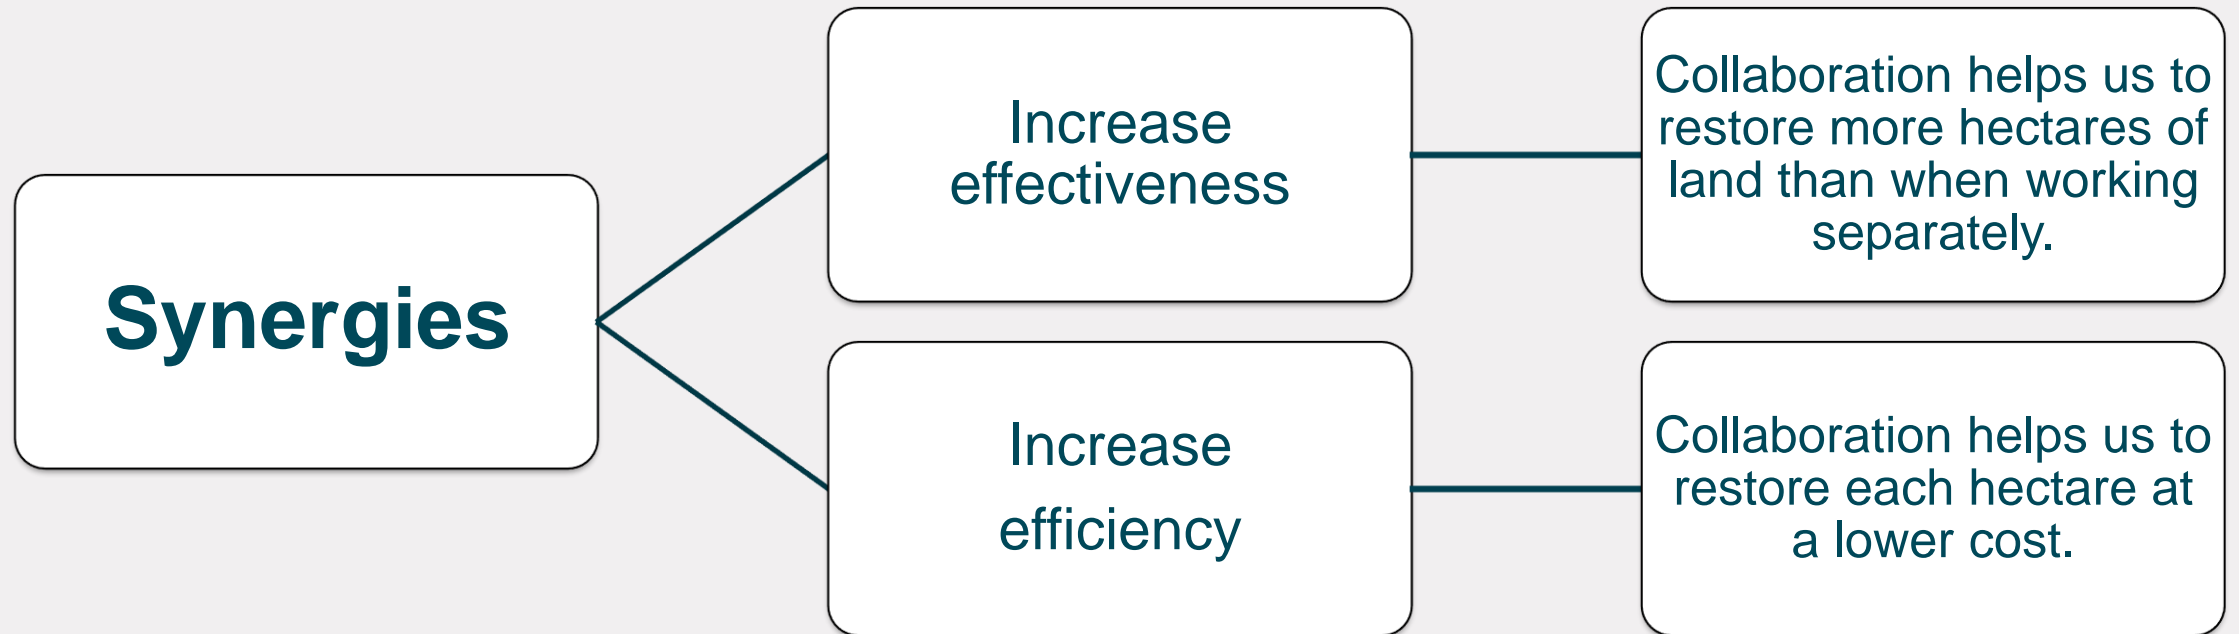 Synergies
Increase
effectiveness
Collaboration helps us to
restore more hectares of
land than when working
separately.
Increase
efficiency
Collaboration helps us to
restore each hectare at
a lower cost.